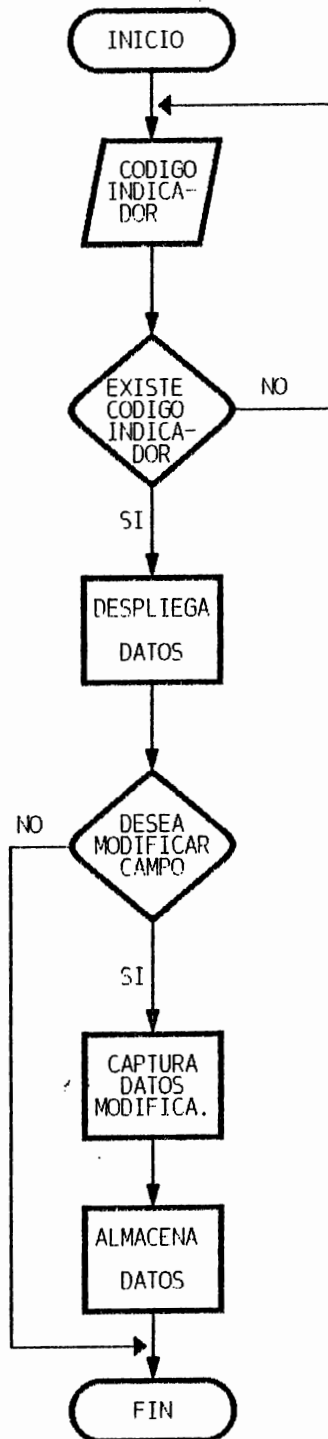 INICIO
CODIGO
INDICA-
DOR
EXISTE
CODIGO
INDICA-
DOR
NO
SI
DESPLIEGA
DATOS
NO
DESEA
MODIFICAR
CAMPO
SI
CAPTURA
DATOS
MODIFICA.
ALMACENA
DATOS
FIN